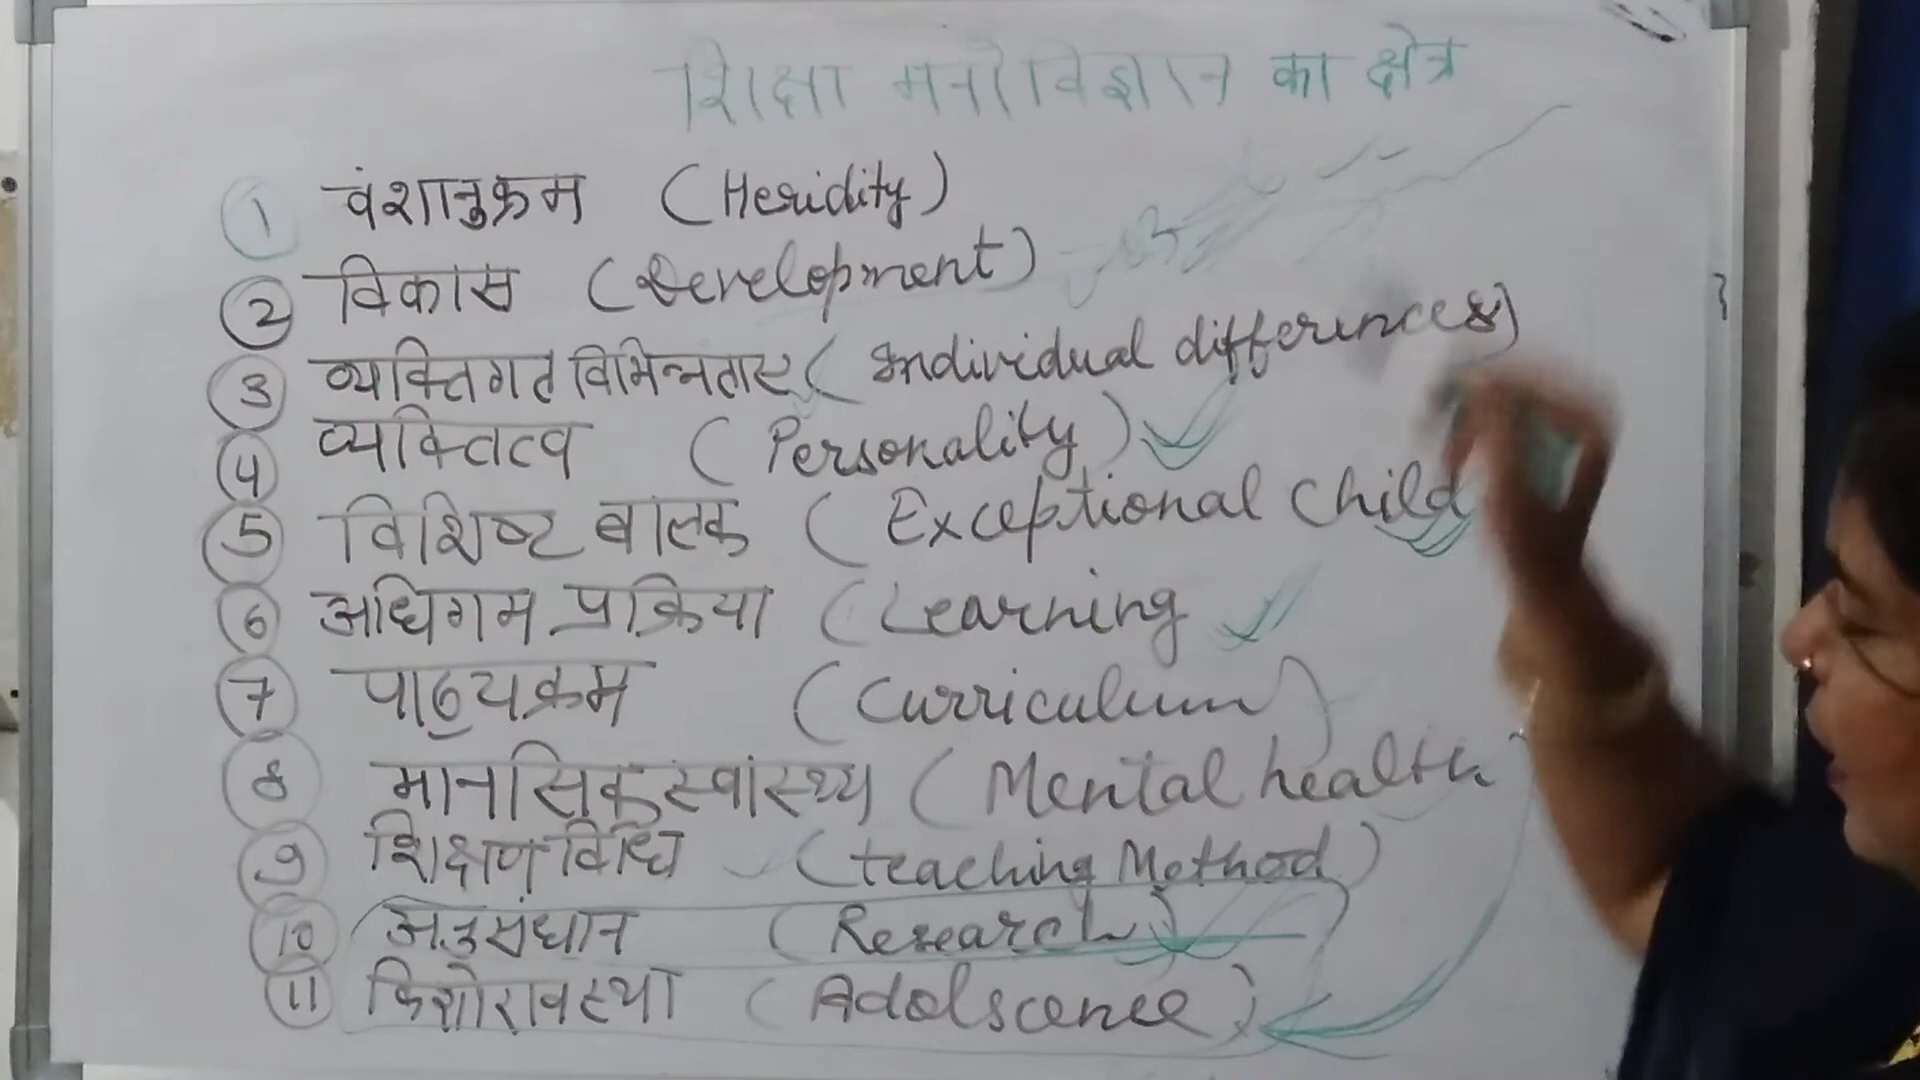 शिक्षा मनोविज्ञान का क्षेत्र
1 वंशानुक्रम (Heridity)
2 विकास (Development)
3 व्यक्तिगत विभिन्नताए (Individual differences)
4 व्यक्तित्व (Personality)
5 विशिष्ट बालक (Exceptional child
6 अधिगम प्रक्रिया (Learning
7 पाठ्यक्रम (Curriculum)
8 मानसिक स्वास्थ्य (Mental health
9 शिक्षण विधि (teaching Method)
10 अनुसंधान (Research)
11 किशोरावस्था (Adolscence)